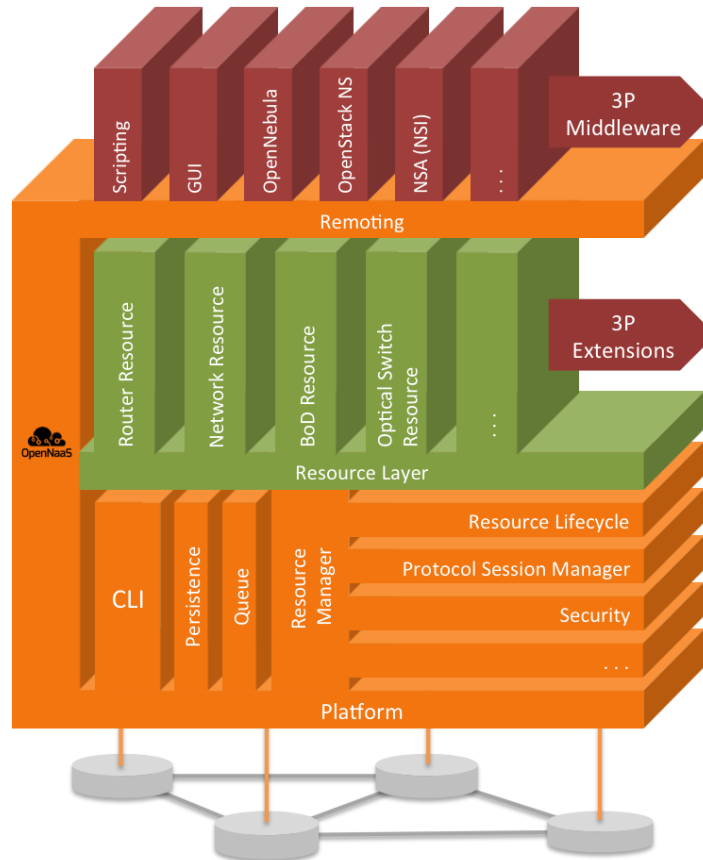 Scripting
GUI
OpenNebula
OpenStack NS
NSA (NSI)
. . .
3P
Middleware
Remoting
Router Resource
Network Resource
BoD Resource
Optical Switch
Resource
. . .
3P
Extensions
OpenNaaS
Resource Layer
CLI
Persistence
Queue
Resource
Manager
Resource Lifecycle
Protocol Session Manager
Security
. . .
Platform